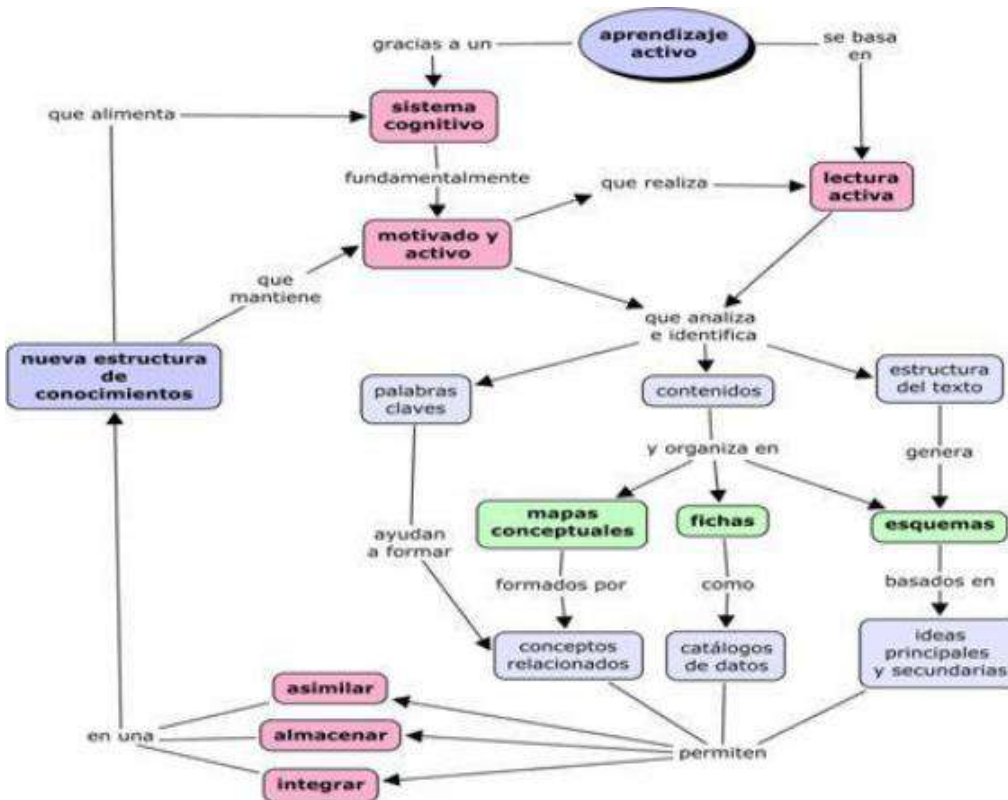 aprendizaje
activo
gracias a un
se basa
en
que alimenta
sistema
cognitivo
fundamentalmente
que realiza
lectura
activa
motivado y
activo
que
mantiene
que analiza
e identifica
nueva estructura
de
conocimientos
palabras
claves
contenidos
estructura
del texto
y organiza en
genera
mapas
conceptuales
fichas
esquemas
ayudan
a formar
formados por
como
basados en
conceptos
relacionados
catálogos
de datos
ideas
principales
y secundarias
asimilar
en una
almacenar
permiten
integrar